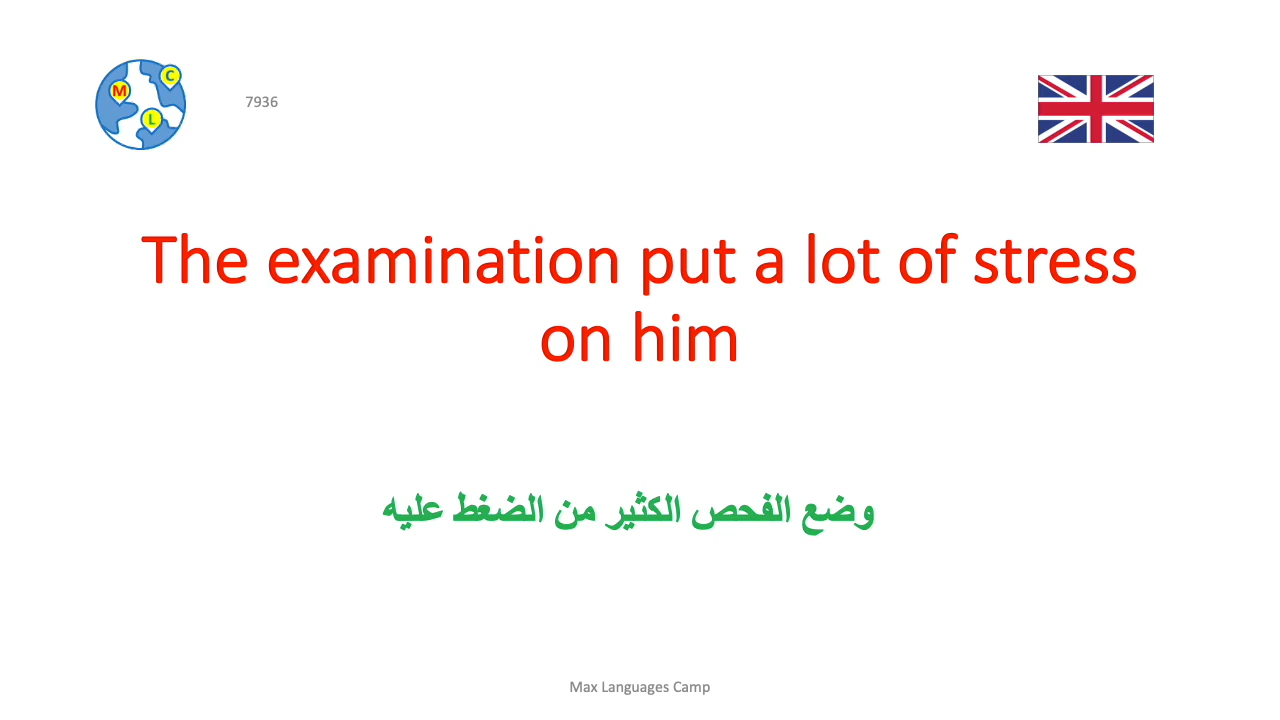 M
C
L
7936
The examination put a lot of stress
on him
وضع الفحص الكثير من الضغط عليه
Max Languages Camp